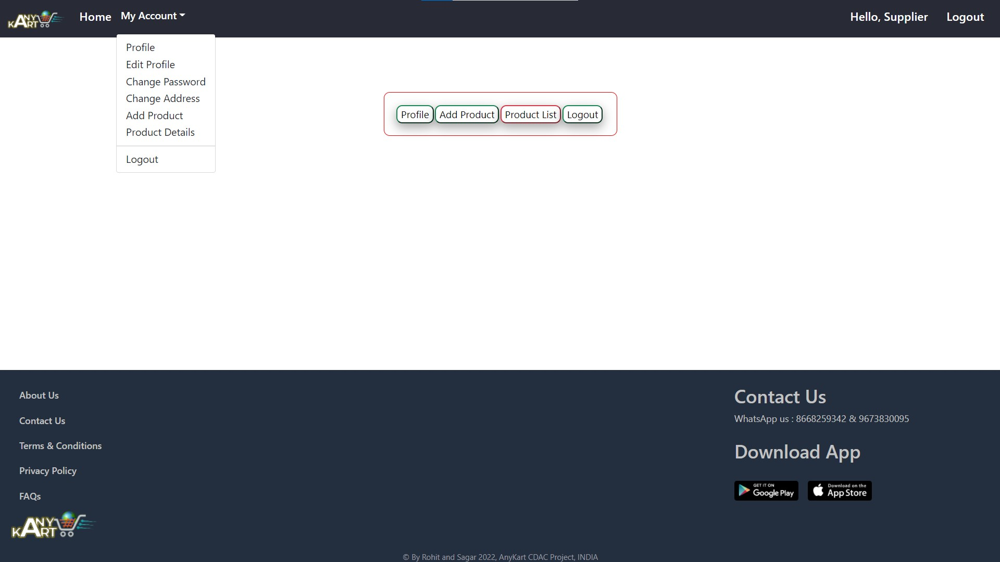 ANY
KART
Home
My Account
Hello, Supplier
Logout
Profile
Edit Profile
Change Password
Change Address
Add Product
Product Details
Logout
Profile
Add Product
Product List
Logout
About Us
Contact Us
Terms & Conditions
Privacy Policy
FAQs
ANY
KART
Contact Us
WhatsApp us : 8668259342 & 9673830095
Download App
GET IT ON
Google Play
Download on the
App Store
© By Rohit and Sagar 2022, AnyKart CDAC Project, INDIA